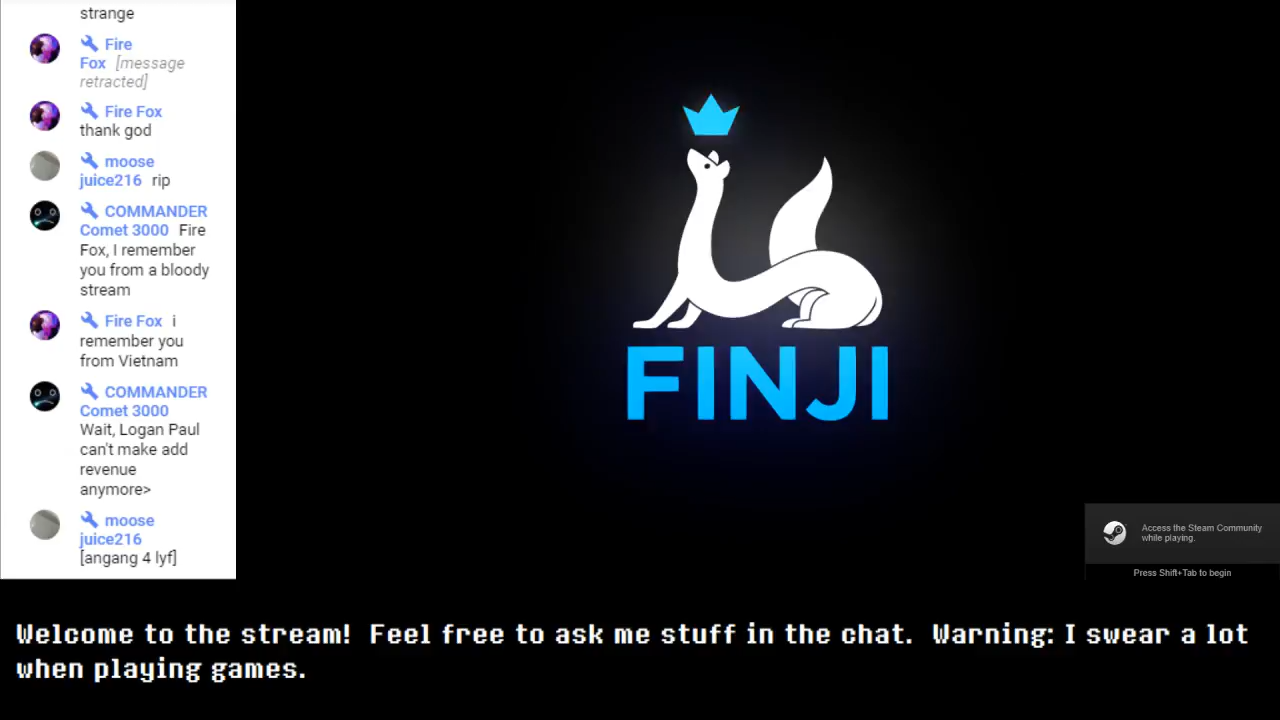 strange
Fire
Fox [message
retracted]
Fire Fox
thank god
moose
juice216 rip
COMMANDER
Comet 3000 Fire
Fox, I remember
you from a bloody
stream
Fire Fox i
remember you
from Vietnam
COMMANDER
Comet 3000
Wait, Logan Paul
can't make add
revenue
anymore>
moose
juice216
[angang 4 lyf]
FINJI
Access the Steam Community
while playing.
Press Shift+Tab to begin
Welcome to the stream! Feel free to ask me stuff in the chat. Warning: I swear a lot
when playing games.